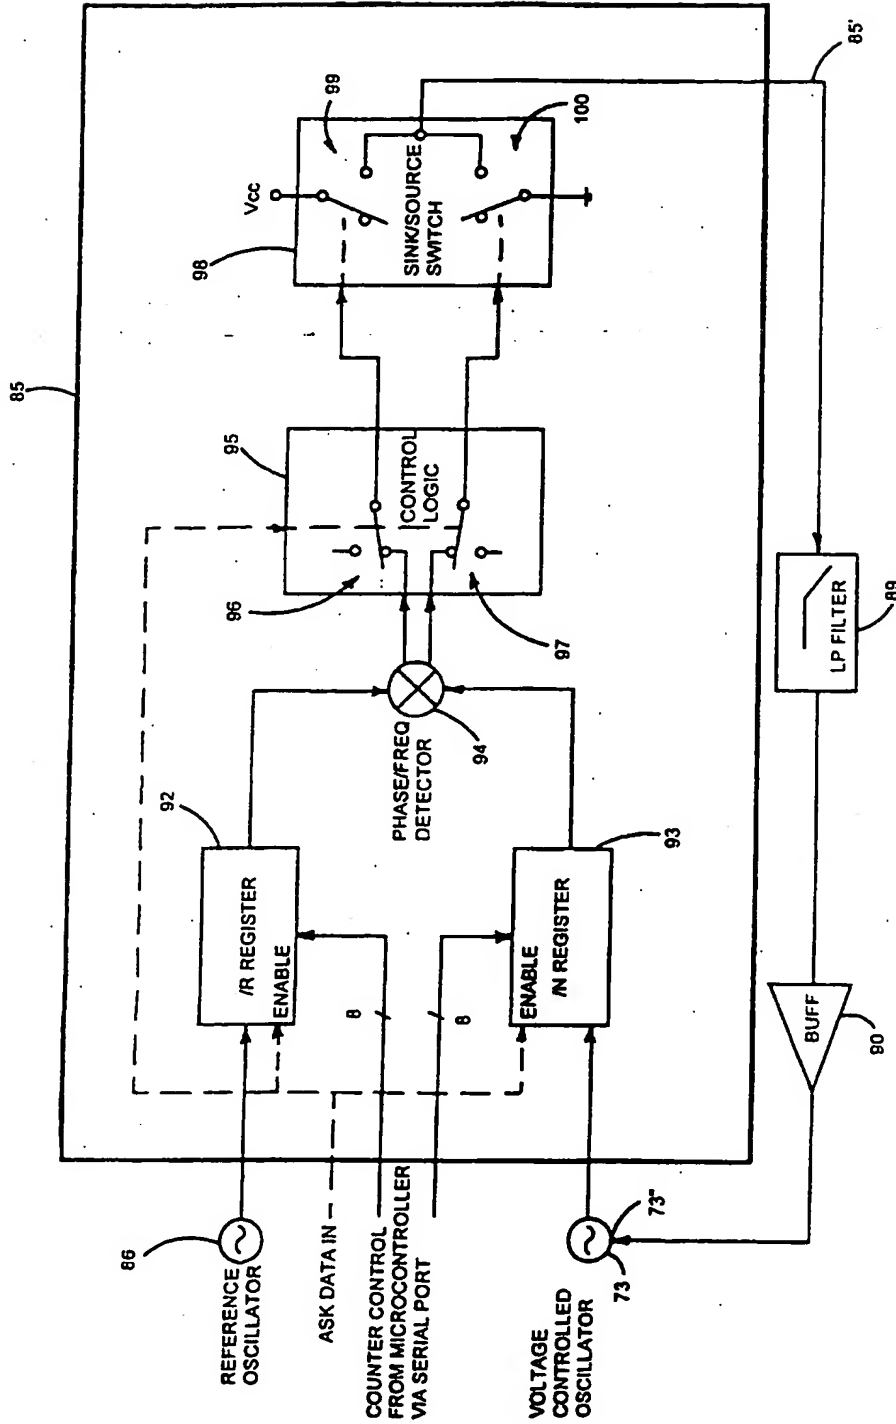 85
85'
99
100
Vcc
SINK/SOURCE
SWITCH
98
95
CONTROL
LOGIC
96
97
PHASE/FREQ
DETECTOR
94
92
/R REGISTER
ENABLE
93
ENABLE
/N REGISTER
8
8
LP FILTER
89
BUFF
90
86
REFERENCE
OSCILLATOR
ASK DATA IN
COUNTER CONTROL
FROM MICROCONTROLLER
VIA SERIAL PORT
VOLTAGE
CONTROLLED
OSCILLATOR
73
73"